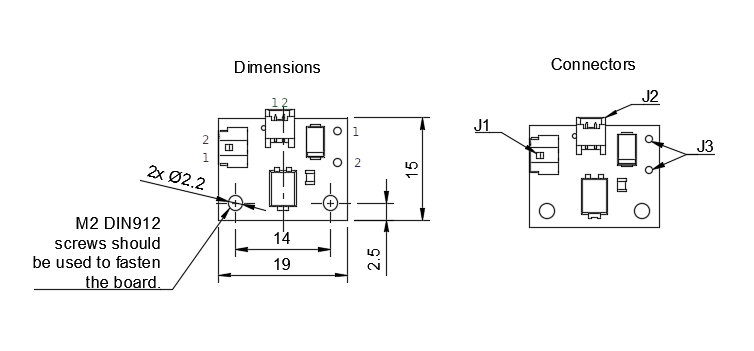 Dimensions
Connectors
1 2
J2
2
1
1
2
J1
J3
2x Ø2.2
15
M2 DIN912
screws should
be used to fasten
the board.
14
2.5
19